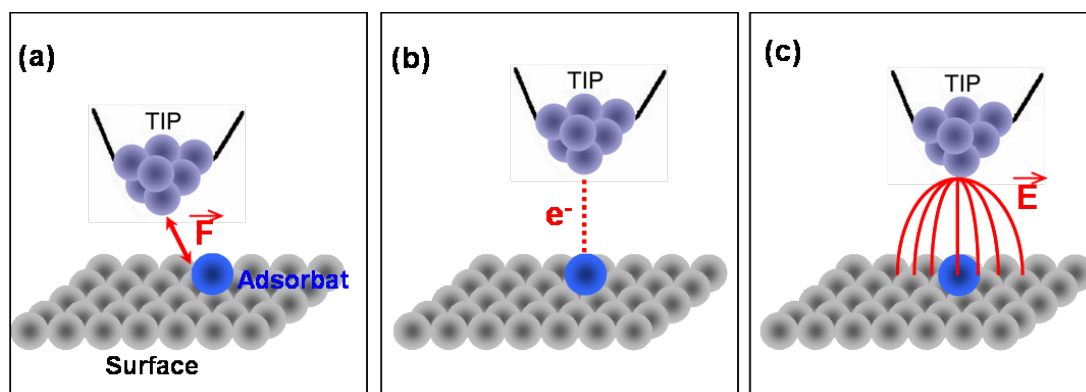 (a)
TIP
F
Adsorbat
Surface
(b)
TIP
e-
(c)
TIP
E